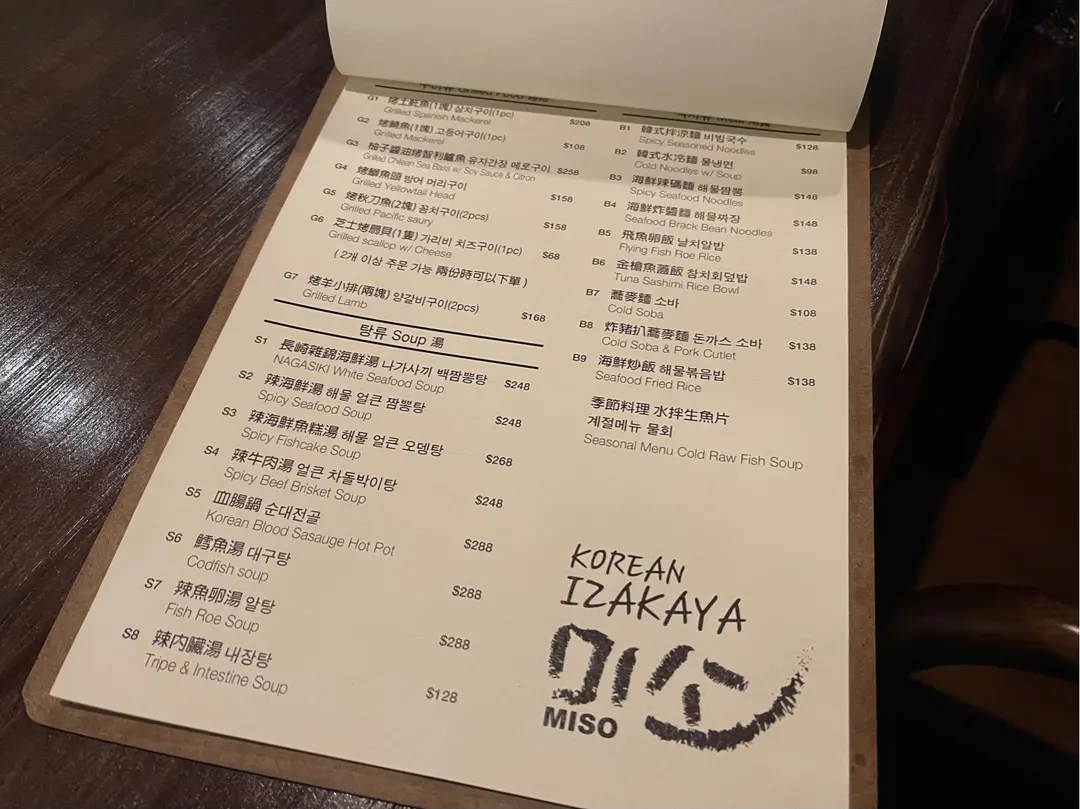 Grilled Food
G1 烤土魠魚(1塊) 삼치구이(1pc) $208
Grilled Spanish Mackerel
G2 烤鯖魚(1塊) 고등어구이(1pc) $108
Grilled Mackerel
G3 柚子醬油烤智利鱸魚 유자간장 메로구이 $258
Grilled Chilean Sea Bass w/ Soy Sauce & Citron
G4 烤鰤魚頭 방어 머리구이 $158
Grilled Yellowtail Head
G5 烤秋刀魚(2塊) 꽁치구이(2pcs) $158
Grilled Pacific saury
G6 芝士烤扇貝(1隻) 가리비 치즈구이(1pc) $68
Grilled scallop w/ Cheese
( 2개 이상 주문 가능 兩份時可以下單 )
G7 烤羊小排(兩塊) 양갈비구이(2pcs) $168
Grilled Lamb
탕류 Soup 湯
S1 長崎雜錦海鮮湯 나가사끼 백짬뽕탕 $248
NAGASIKI White Seafood Soup
S2 辣海鮮湯 해물 얼큰 짬뽕탕 $248
Spicy Seafood Soup
S3 辣海鮮魚糕湯 해물 얼큰 오뎅탕 $268
Spicy Fishcake Soup
S4 辣牛肉湯 얼큰 차돌박이탕 $248
Spicy Beef Brisket Soup
S5 血腸鍋 순대전골 $288
Korean Blood Sasauge Hot Pot
S6 鱈魚湯 대구탕 $288
Codfish soup
S7 辣魚卵湯 알탕 $288
Fish Roe Soup
S8 辣内臟湯 내장탕 $128
Tripe & Intestine Soup
B1 韓式拌涼麵 비빔국수 $128
Spicy Seasoned Noodles
B2 韓式水冷麵 물냉면 $98
Cold Noodles w/ Soup
B3 海鮮辣碼麵 해물짬뽕 $148
Spicy Seafood Noodles
B4 海鮮炸醬麵 해물짜장 $148
Seafood Brack Bean Noodles
B5 飛魚卵飯 날치알밥 $138
Flying Fish Roe Rice
B6 金槍魚蓋飯 참치회덮밥 $148
Tuna Sashimi Rice Bowl
B7 蕎麥麵 소바 $108
Cold Soba
B8 炸豬扒蕎麥麵 돈까스 소바 $138
Cold Soba & Pork Cutlet
B9 海鮮炒飯 해물볶음밥 $138
Seafood Fried Rice
季節料理 水拌生魚片
계절메뉴 물회
Seasonal Menu Cold Raw Fish Soup
KOREAN
IZAKAYA
미소
MISO